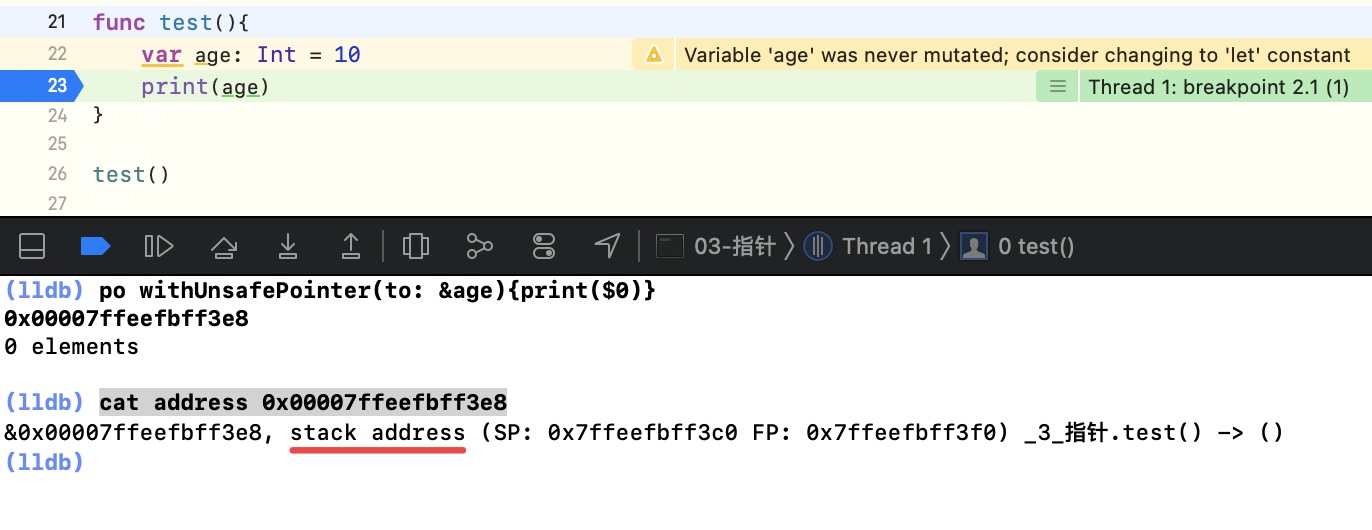 21 func test(){
22     var age: Int = 10 Variable 'age' was never mutated; consider changing to 'let' constant
23     print(age) Thread 1: breakpoint 2.1 (1)
24 }
25
26 test()
27
03-指针 Thread 1 0 test()
(lldb) po withUnsafePointer(to: &age){print($0)}
0x00007ffeefbff3e8
0 elements
(lldb) cat address 0x00007ffeefbff3e8
&0x00007ffeefbff3e8, stack address (SP: 0x7ffeefbff3c0 FP: 0x7ffeefbff3f0) _3_指针.test() -> ()
(lldb)